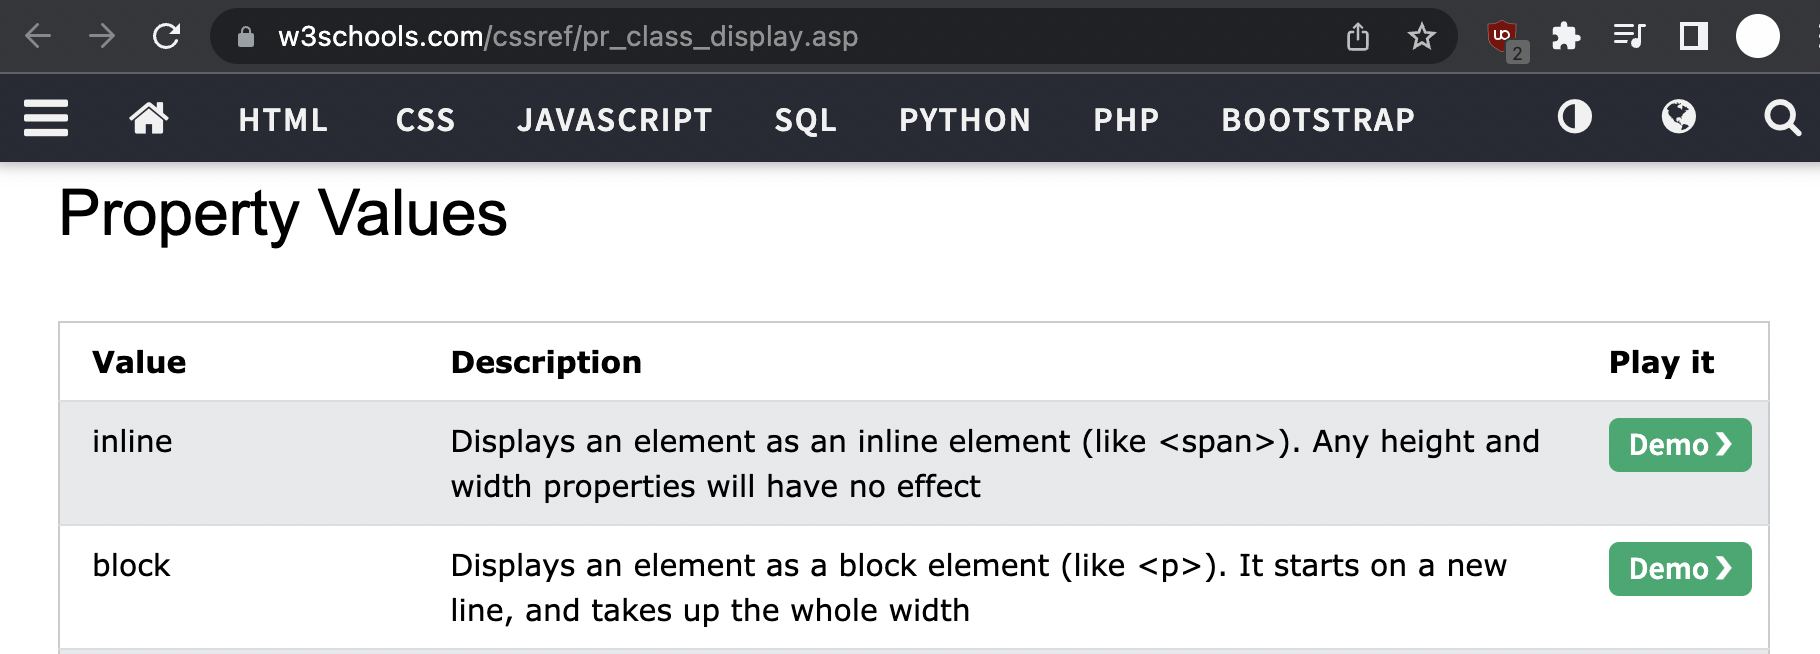 w3schools.com/cssref/pr_class_display.asp
uo
2
HTML CSS JAVASCRIPT SQL PYTHON PHP BOOTSTRAP
Property Values
Value Description Play it
inline Displays an element as an inline element (like <span>). Any height and Demo ❯
width properties will have no effect
block Displays an element as a block element (like <p>). It starts on a new Demo ❯
line, and takes up the whole width